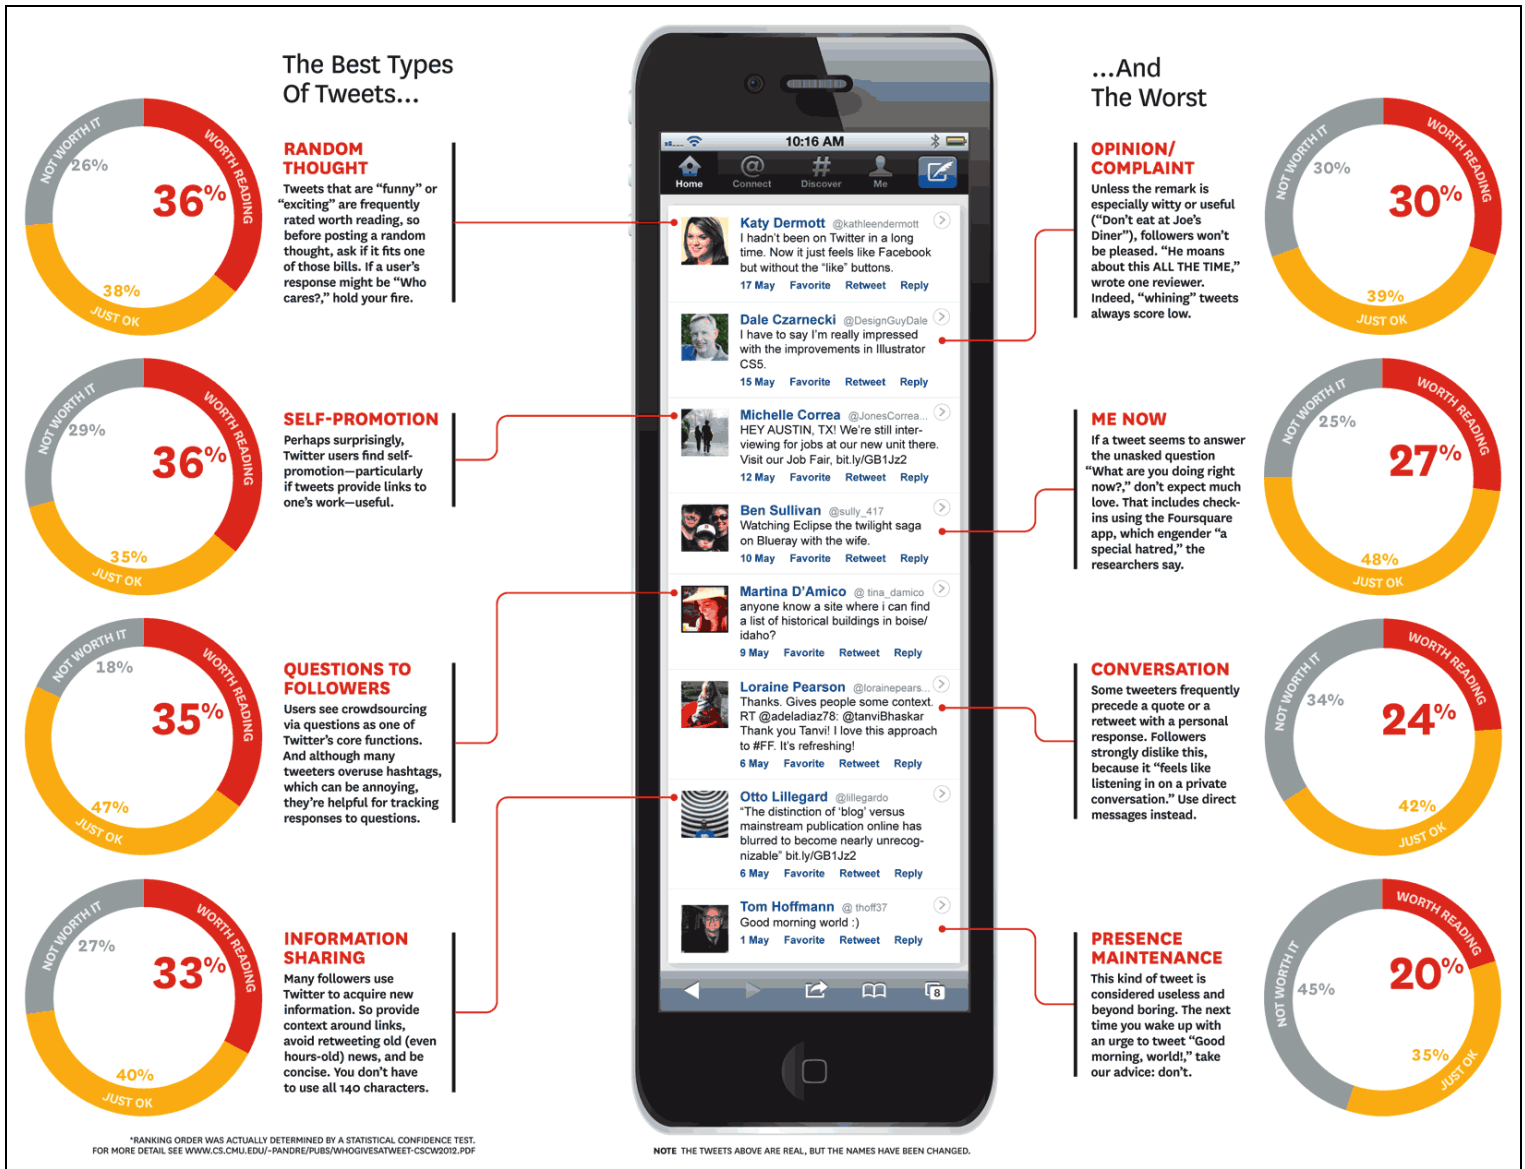 The Best Types
Of Tweets...
NOT WORTH IT
26%
WORTH READING
36%
38%
JUST OK
RANDOM
THOUGHT
Tweets that are “funny” or
“exciting” are frequently
rated worth reading, so
before posting a random
thought, ask if it fits one
of those bills. If a user’s
response might be “Who
cares?,” hold your fire.
NOT WORTH IT
29%
WORTH READING
36%
35%
JUST OK
SELF-PROMOTION
Perhaps surprisingly,
Twitter users find self-
promotion—particularly
if tweets provide links to
one’s work—useful.
NOT WORTH IT
18%
WORTH READING
35%
47%
JUST OK
QUESTIONS TO
FOLLOWERS
Users see crowdsourcing
via questions as one of
Twitter’s core functions.
And although many
tweeters overuse hashtags,
which can be annoying,
they’re helpful for tracking
responses to questions.
NOT WORTH IT
27%
WORTH READING
33%
40%
JUST OK
INFORMATION
SHARING
Many followers use
Twitter to acquire new
information. So provide
context around links,
avoid retweeting old (even
hours-old) news, and be
concise. You don’t have
to use all 140 characters.
*RANKING ORDER WAS ACTUALLY DETERMINED BY A STATISTICAL CONFIDENCE TEST.
FOR MORE DETAIL SEE WWW.CS.CMU.EDU/~PANDRE/PUBS/WHOGIVESATWEET-CSCW2012.PDF
10:16 AM
@ #
Home Connect Discover Me
Katy Dermott @kathleendermott
I hadn’t been on Twitter in a long
time. Now it just feels like Facebook
but without the “like” buttons.
17 May Favorite Retweet Reply
Dale Czarnecki @DesignGuyDale
I have to say I’m really impressed
with the improvements in Illustrator
CS5.
15 May Favorite Retweet Reply
Michelle Correa @JonesCorrea...
HEY AUSTIN, TX! We’re still inter-
viewing for jobs at our new unit there.
Visit our Job Fair, bit.ly/GB1Jz2
12 May Favorite Retweet Reply
Ben Sullivan @sully_417
Watching Eclipse the twilight saga
on Blueray with the wife.
10 May Favorite Retweet Reply
Martina D’Amico @ tina_damico
anyone know a site where i can find
a list of historical buildings in boise/
idaho?
9 May Favorite Retweet Reply
Loraine Pearson @lorainepears...
Thanks. Gives people some context.
RT @adeladiaz78: @tanviBhaskar
Thank you Tanvi! I love this approach
to #FF. It’s refreshing!
6 May Favorite Retweet Reply
Otto Lillegard @lillegardo
“The distinction of ‘blog’ versus
mainstream publication online has
blurred to become nearly unrecog-
nizable” bit.ly/GB1Jz2
6 May Favorite Retweet Reply
Tom Hoffmann @ thoff37
Good morning world :)
1 May Favorite Retweet Reply
8
NOTE THE TWEETS ABOVE ARE REAL, BUT THE NAMES HAVE BEEN CHANGED.
...And
The Worst
OPINION/
COMPLAINT
Unless the remark is
especially witty or useful
(“Don’t eat at Joe’s
Diner”), followers won’t
be pleased. “He moans
about this ALL THE TIME,”
wrote one reviewer.
Indeed, “whining” tweets
always score low.
NOT WORTH IT
30%
WORTH READING
30%
39%
JUST OK
ME NOW
If a tweet seems to answer
the unasked question
“What are you doing right
now?,” don’t expect much
love. That includes check-
ins using the Foursquare
app, which engender “a
special hatred,” the
researchers say.
NOT WORTH IT
25%
WORTH READING
27%
48%
JUST OK
CONVERSATION
Some tweeters frequently
precede a quote or a
retweet with a personal
response. Followers
strongly dislike this,
because it “feels like
listening in on a private
conversation.” Use direct
messages instead.
NOT WORTH IT
34%
WORTH READING
24%
42%
JUST OK
PRESENCE
MAINTENANCE
This kind of tweet is
considered useless and
beyond boring. The next
time you wake up with
an urge to tweet “Good
morning, world!,” take
our advice: don’t.
NOT WORTH IT
45%
WORTH READING
20%
35%
JUST OK